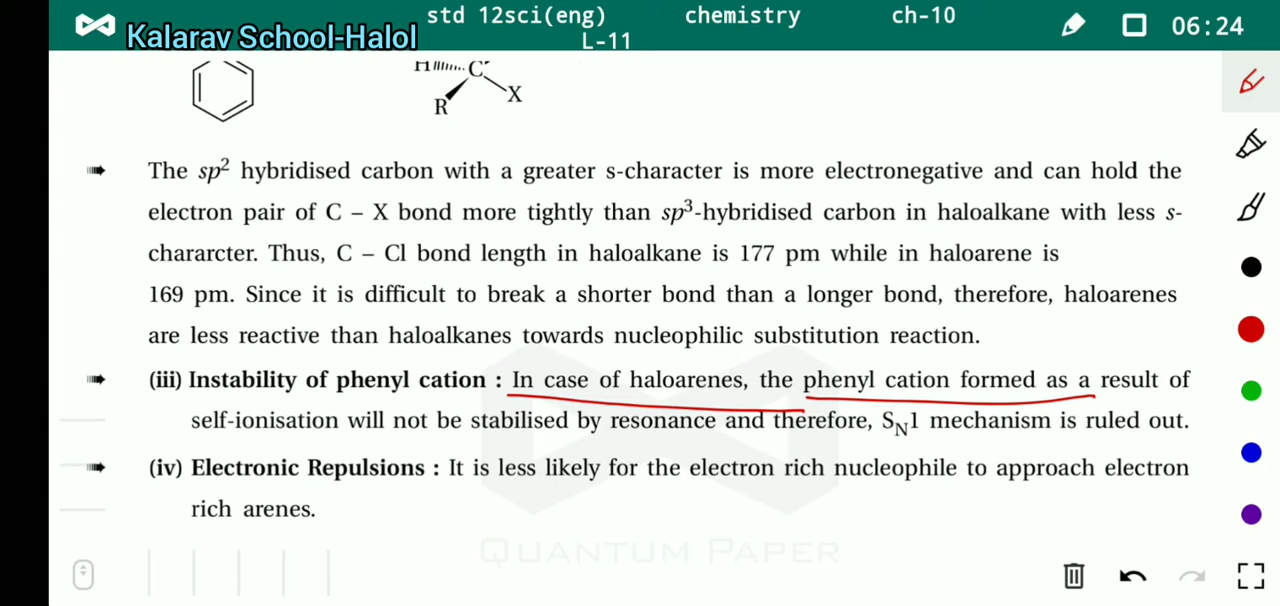 std 12sci(eng) chemistry ch-10
Kalarav School-Halol L-11 06:24
H C
R X
The sp² hybridised carbon with a greater s-character is more electronegative and can hold the
electron pair of C – X bond more tightly than sp³-hybridised carbon in haloalkane with less s-
chararcter. Thus, C – Cl bond length in haloalkane is 177 pm while in haloarene is
169 pm. Since it is difficult to break a shorter bond than a longer bond, therefore, haloarenes
are less reactive than haloalkanes towards nucleophilic substitution reaction.
(iii) Instability of phenyl cation : In case of haloarenes, the phenyl cation formed as a result of
self-ionisation will not be stabilised by resonance and therefore, SN1 mechanism is ruled out.
(iv) Electronic Repulsions : It is less likely for the electron rich nucleophile to approach electron
rich arenes.
QUANTUM PAPER